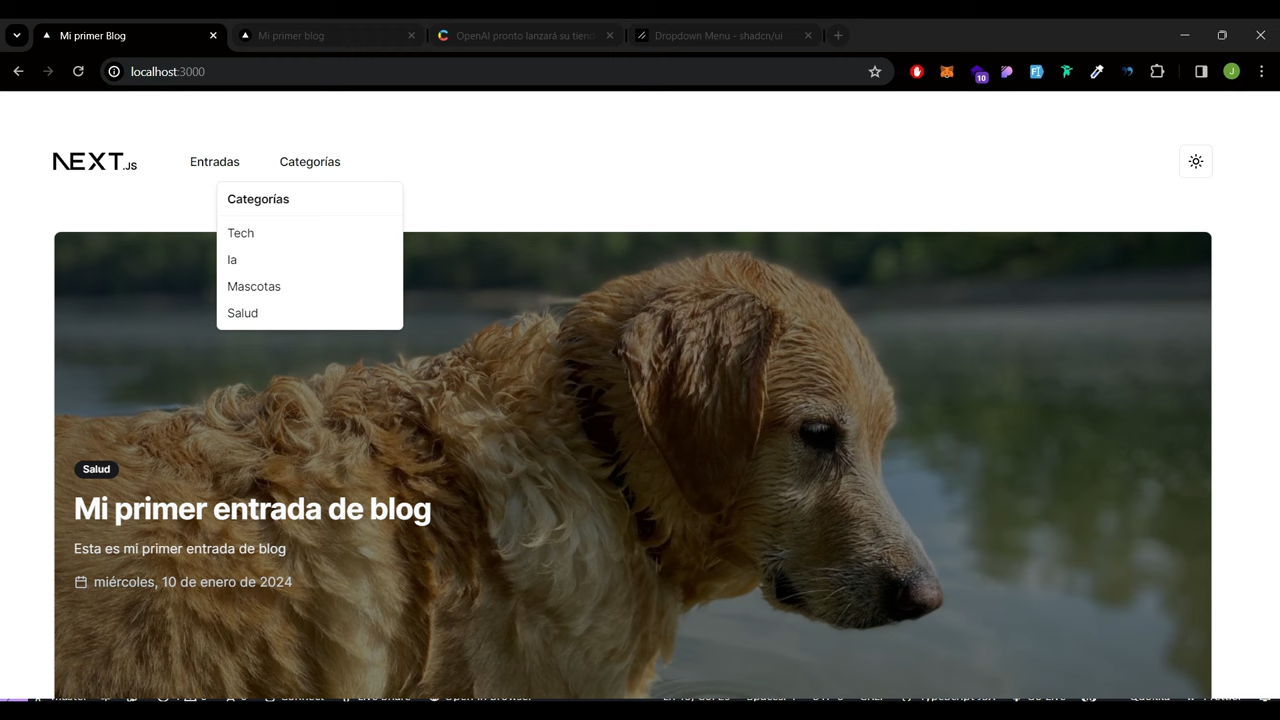 Mi primer Blog
Mi primer blog
OpenAI pronto lanzará su tiend
Dropdown Menu - shadcn/ui
localhost:3000
10
J
NEXT.JS
Entradas
Categorías
Categorías
Tech
Ia
Mascotas
Salud
Salud
Mi primer entrada de blog
Esta es mi primer entrada de blog
miércoles, 10 de enero de 2024